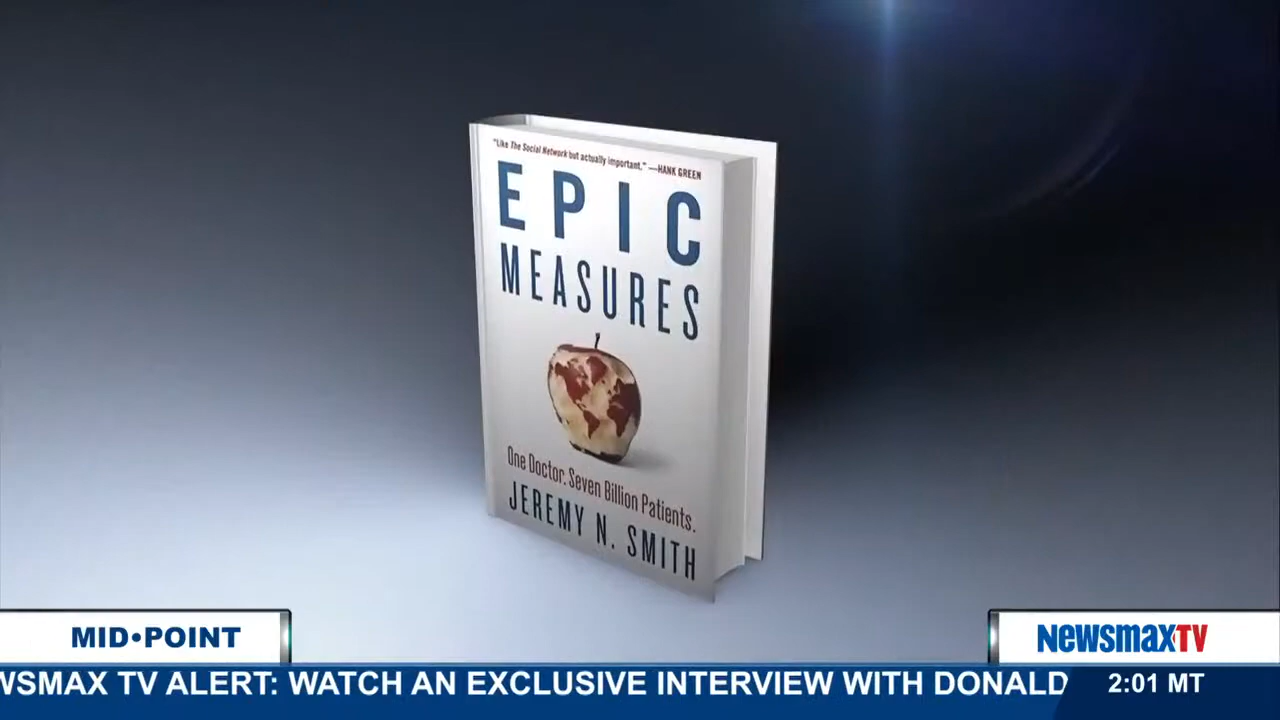 "Like The Social Network but actually important." —HANK GREEN
EPIC
MEASURES
One Doctor. Seven Billion Patients.
JEREMY N. SMITH
MID•POINT
NEWSMAXTV
WSMAX TV ALERT: WATCH AN EXCLUSIVE INTERVIEW WITH DONALD
2:01 MT